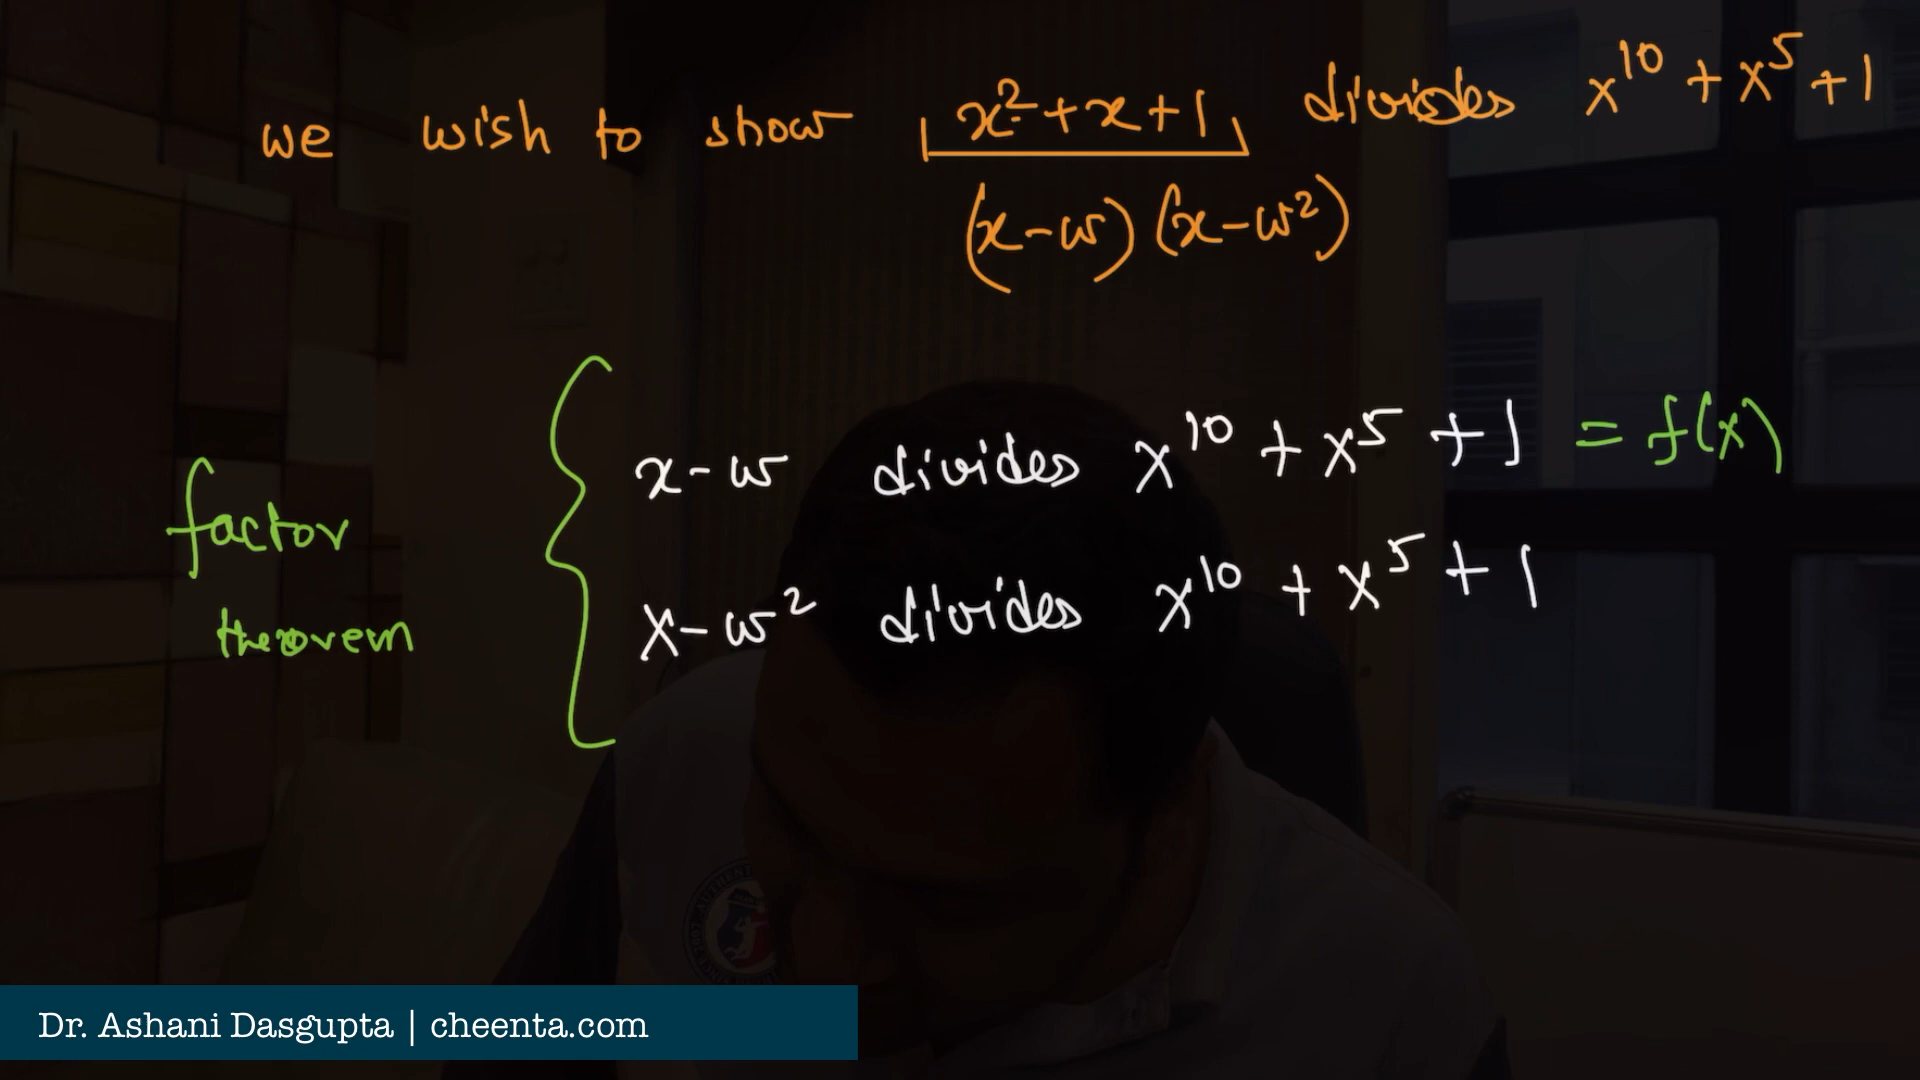 we wish to show x²+x+1 divides x¹⁰ + x⁵ + 1
(x-ω) (x-ω²)
x-ω divides x¹⁰ + x⁵ + 1 = f(x)
factor
theorem
x-ω² divides x¹⁰ + x⁵ + 1
Dr. Ashani Dasgupta | cheenta.com